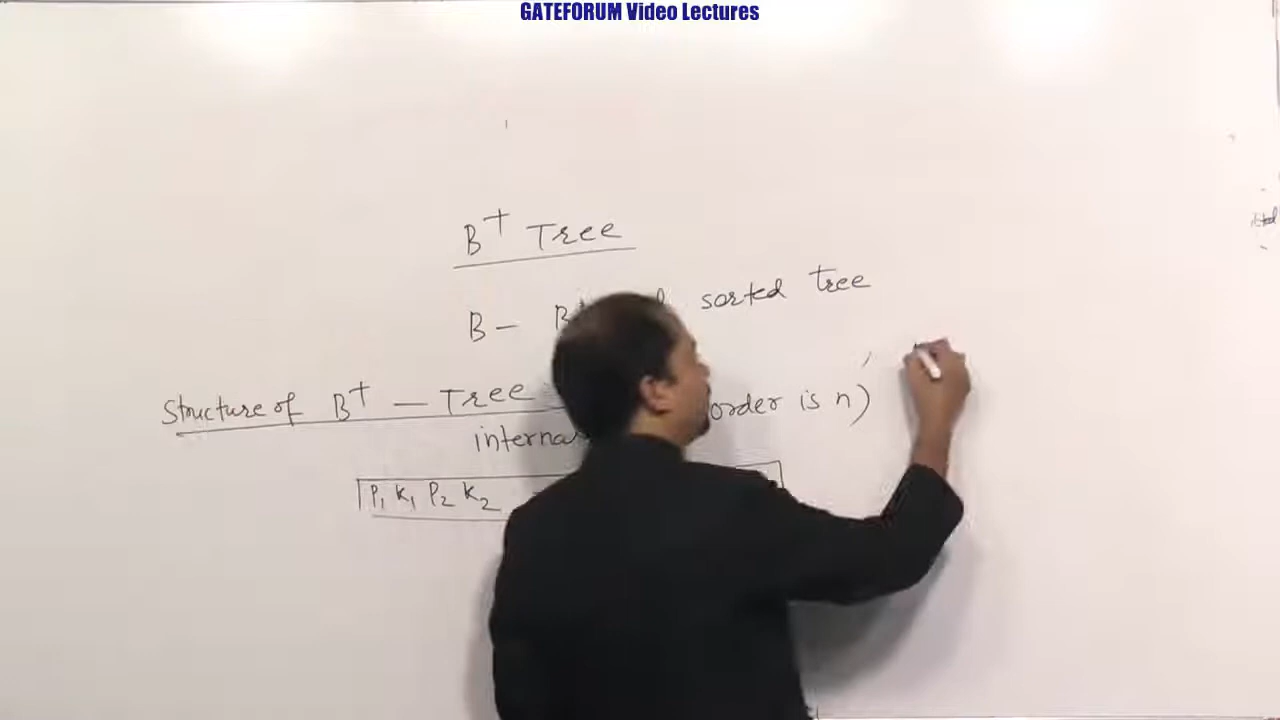 GATEFORUM Video Lectures
B+ Tree
B - sorted tree
Structure of B+ - Tree order is n)
P1 K1 P2 K2